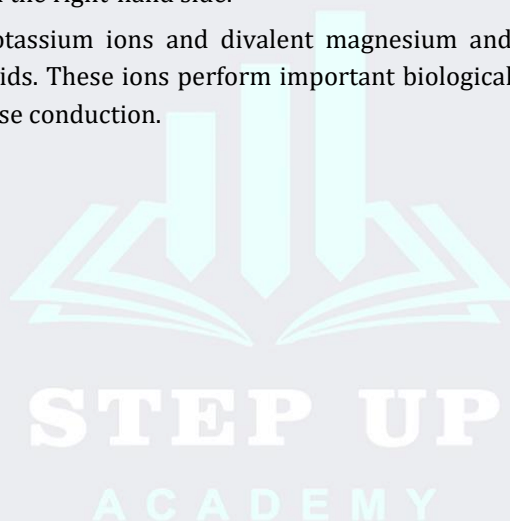 the right-hand side.
otassium ions and divalent magnesium and
ids. These ions perform important biological
se conduction.
STEP UP
ACADEMY